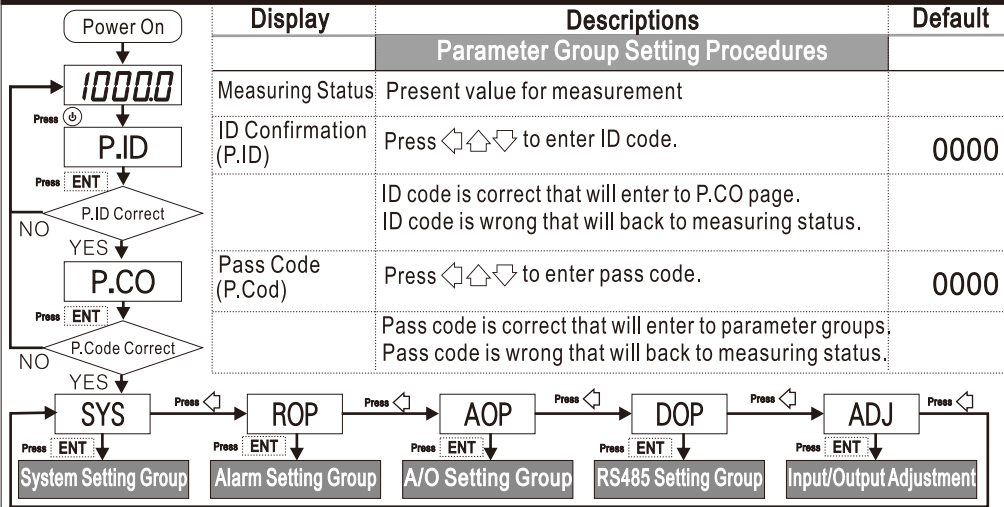 Power On
Display Descriptions Default
Parameter Group Setting Procedures
1000.0
Measuring Status Present value for measurement
Press
P.ID
ID Confirmation
(P.ID)
Press to enter ID code.
0000
Press ENT
P.ID Correct
NO
YES
ID code is correct that will enter to P.CO page.
ID code is wrong that will back to measuring status.
P.CO
Pass Code
(P.Cod)
Press to enter pass code.
0000
Press ENT
P.Code Correct
NO
YES
Pass code is correct that will enter to parameter groups.
Pass code is wrong that will back to measuring status.
SYS Press ROP Press AOP Press DOP Press ADJ Press
Press ENT Press ENT Press ENT Press ENT Press ENT
System Setting Group Alarm Setting Group A/O Setting Group RS485 Setting Group Input/Output Adjustment